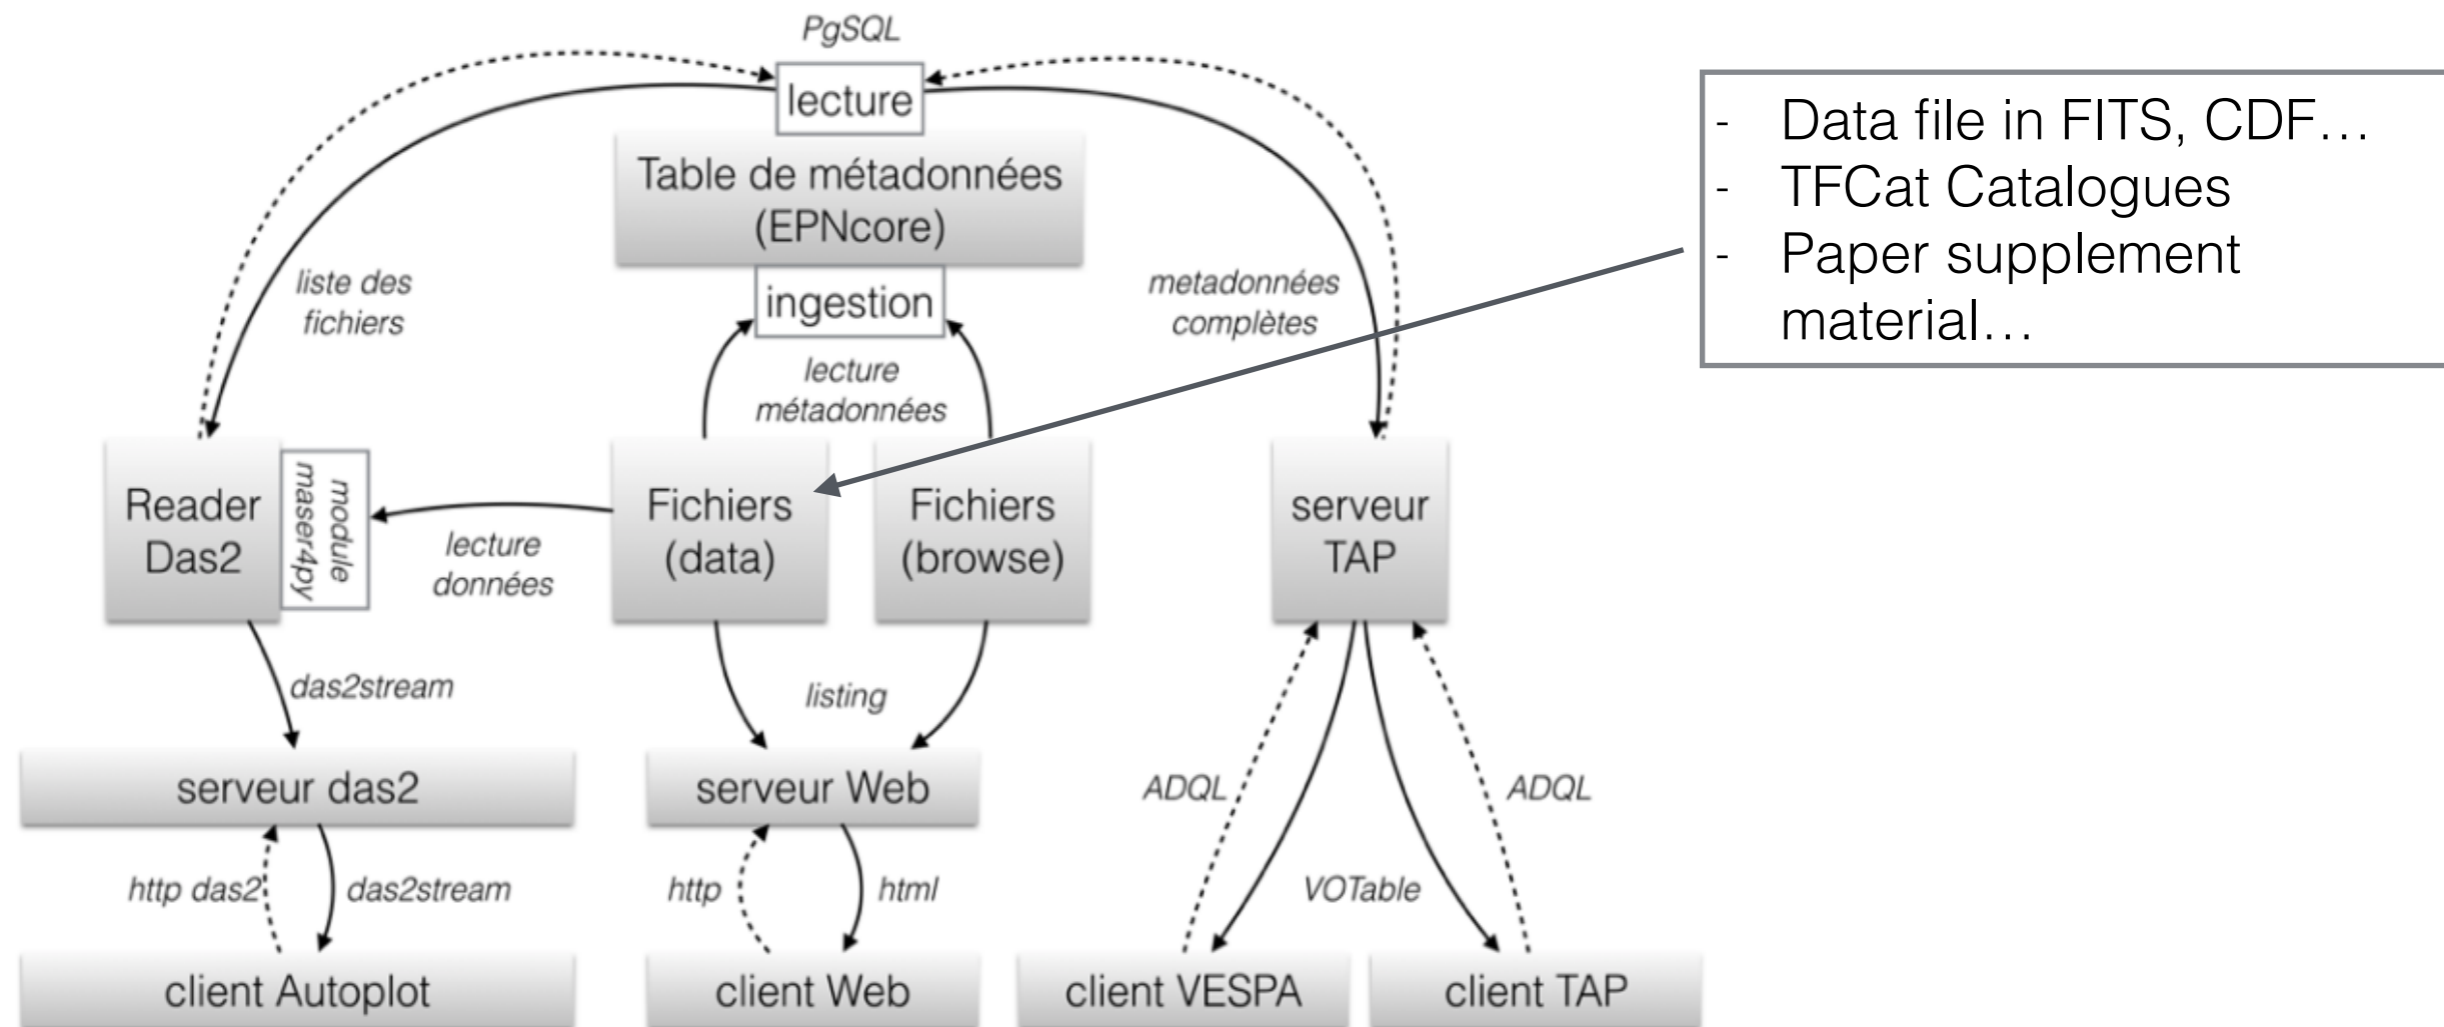 PgSQL
lecture
Table de métadonnées
(EPNcore)
- Data file in FITS, CDF…
- TFCat Catalogues
- Paper supplement
material…
liste des
fichiers
ingestion
metadonnées
complètes
lecture
métadonnées
Reader
Das2
module
maser4py
lecture
données
Fichiers
(data)
Fichiers
(browse)
serveur
TAP
das2stream
listing
serveur das2
serveur Web
ADQL
ADQL
http das2
das2stream
http
html
VOTable
client Autoplot
client Web
client VESPA
client TAP